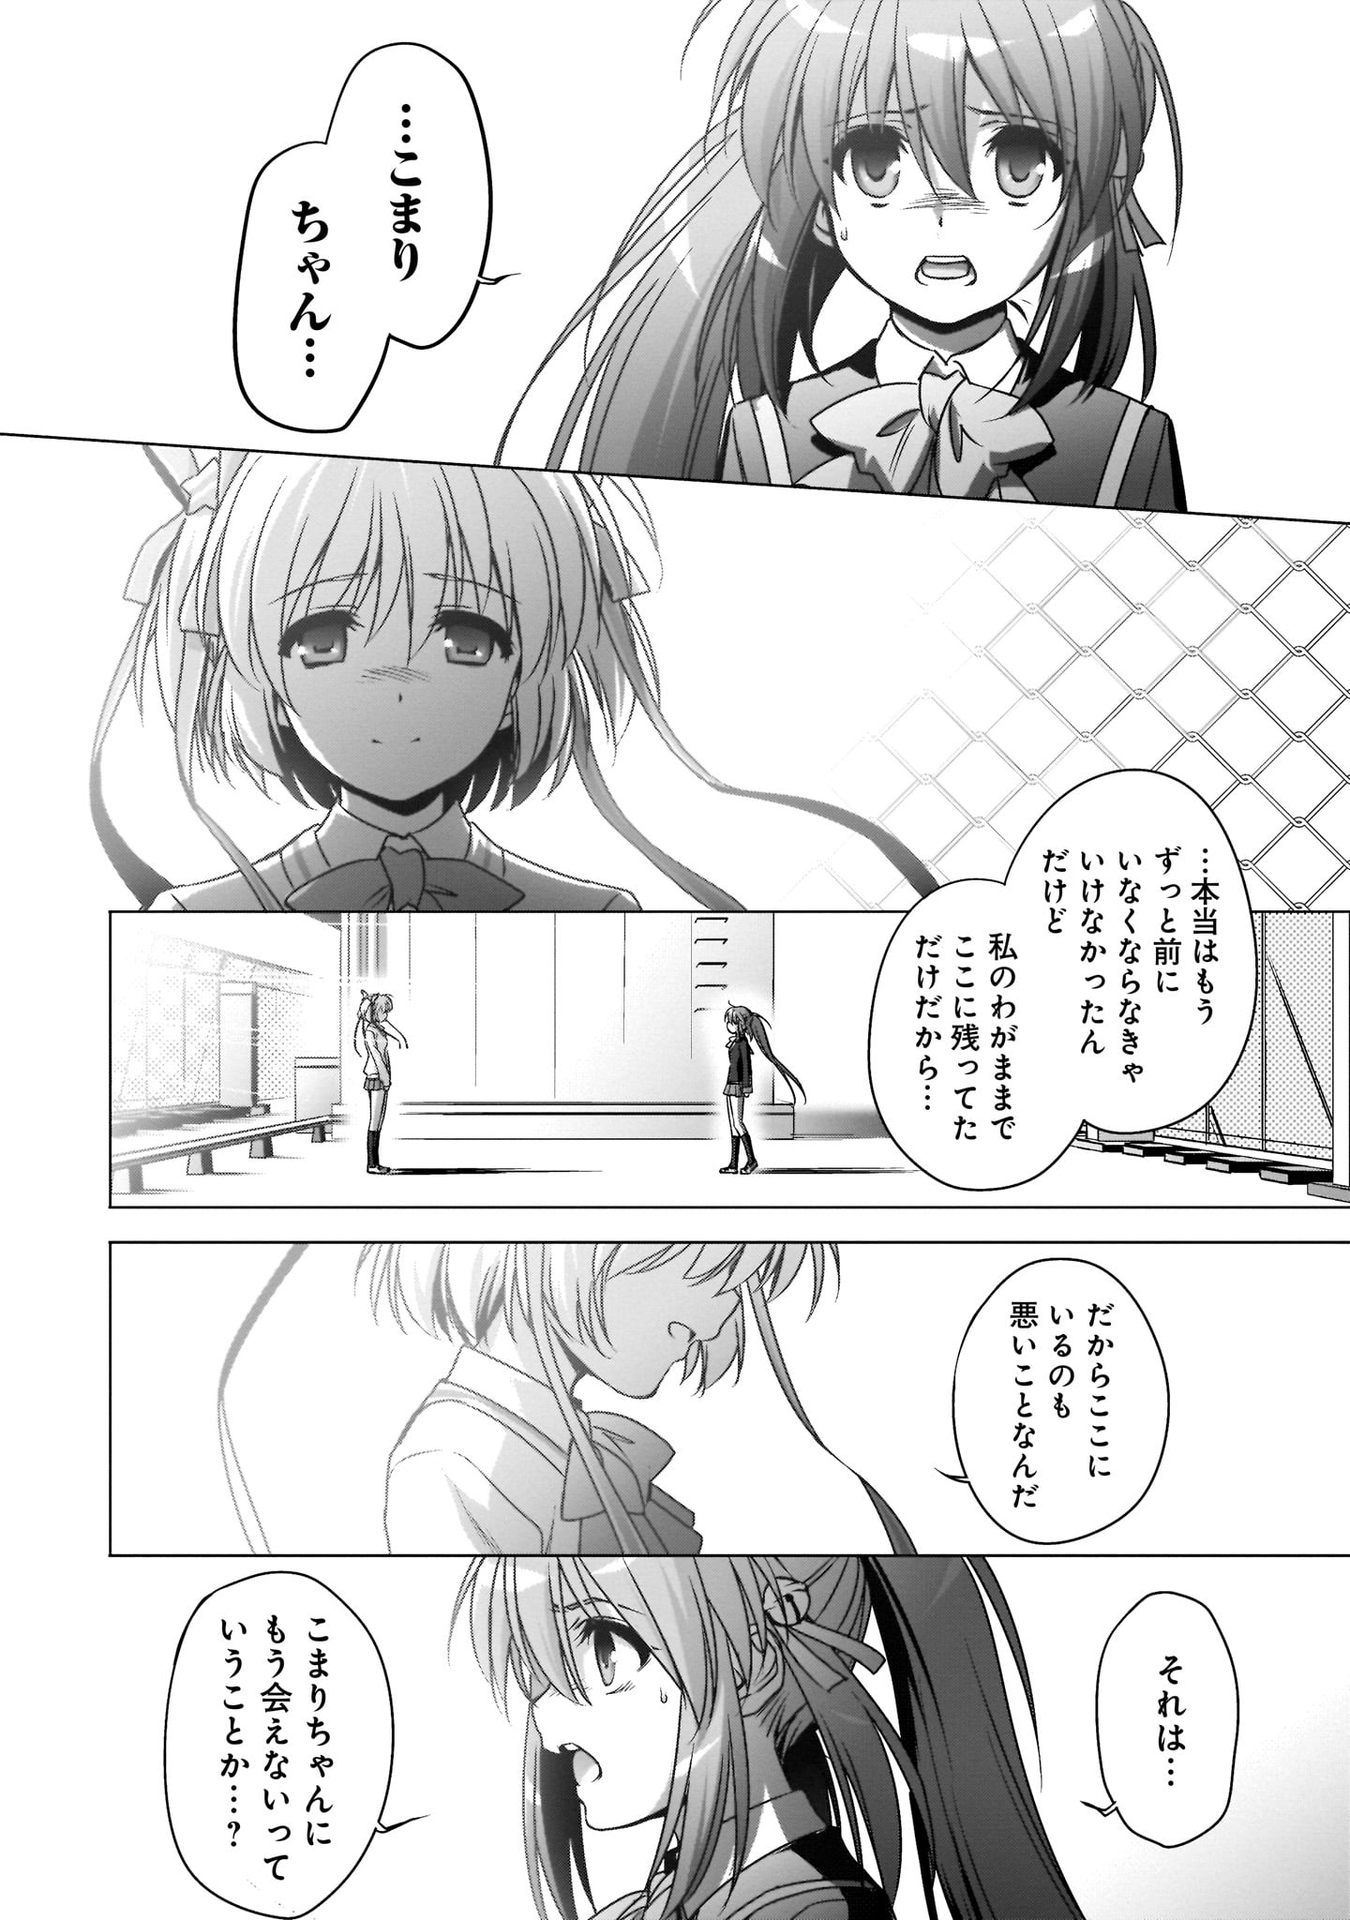 …こまり
ちゃん…
…本当はもう
ずっと前に
いなくならなきゃ
いけなかったん
だけど
私のわがままで
ここに残ってた
だけだから…
だからここに
いるのも
悪いことなんだ
それは…
こまりちゃんに
もう会えないって
いうことか…?